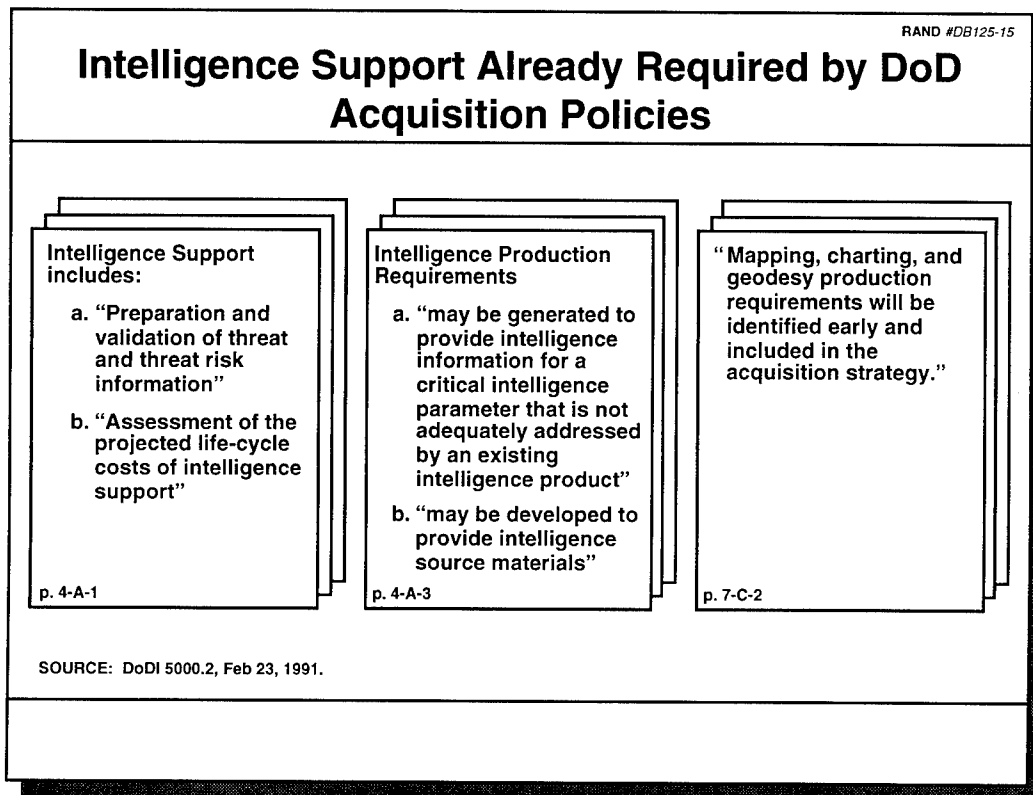 RAND #DB125-15
Intelligence Support Already Required by DoD
Acquisition Policies
Intelligence Support
includes:
a. “Preparation and
validation of threat
and threat risk
information”
b. “Assessment of the
projected life-cycle
costs of intelligence
support”
p. 4-A-1
Intelligence Production
Requirements
a. “may be generated to
provide intelligence
information for a
critical intelligence
parameter that is not
adequately addressed
by an existing
intelligence product”
b. “may be developed to
provide intelligence
source materials”
p. 4-A-3
“Mapping, charting, and
geodesy production
requirements will be
identified early and
included in the
acquisition strategy.”
p. 7-C-2
SOURCE: DoDI 5000.2, Feb 23, 1991.